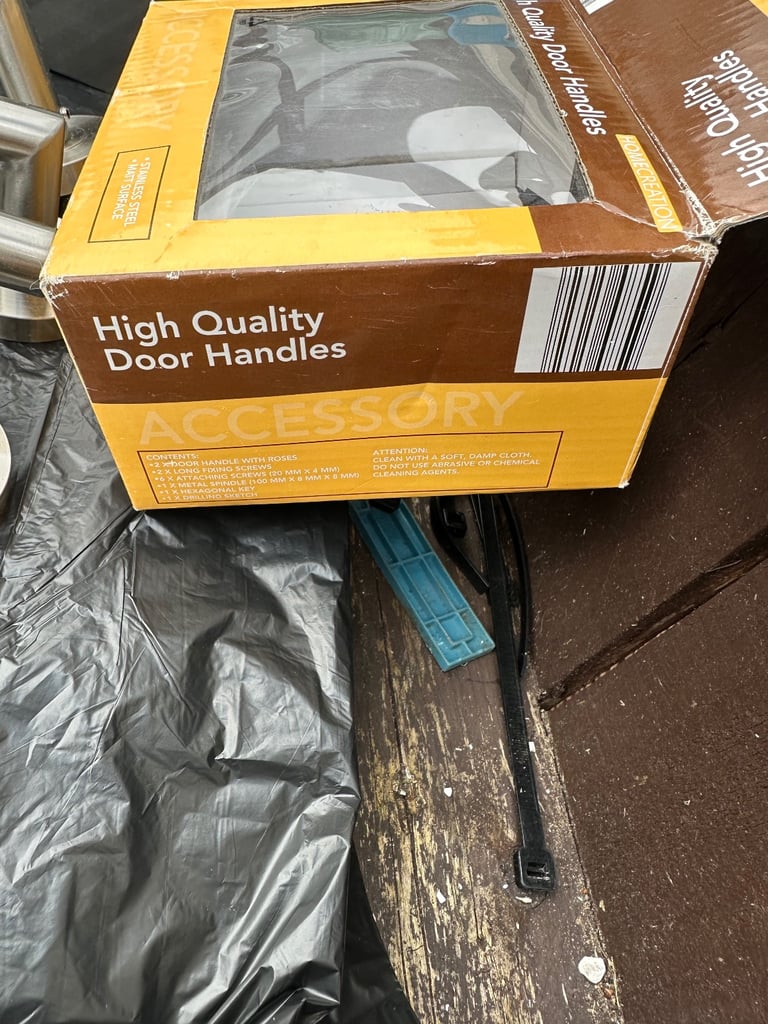 ACCESSORY
• STAINLESS STEEL
• MATT SURFACE
High Quality Door Handles
HOMECREATION
High Quality
Handles
High Quality
Door Handles
ACCESSORY
CONTENTS:
•2 X DOOR HANDLE WITH ROSES
•2 X LONG FIXING SCREWS
•6 X ATTACHING SCREWS (20 MM X 4 MM)
•1 X METAL SPINDLE (100 MM X 8 MM X 8 MM)
•1 X HEXAGONAL KEY
•1 X DRILLING SKETCH
ATTENTION:
CLEAN WITH A SOFT, DAMP CLOTH.
DO NOT USE ABRASIVE OR CHEMICAL
CLEANING AGENTS.